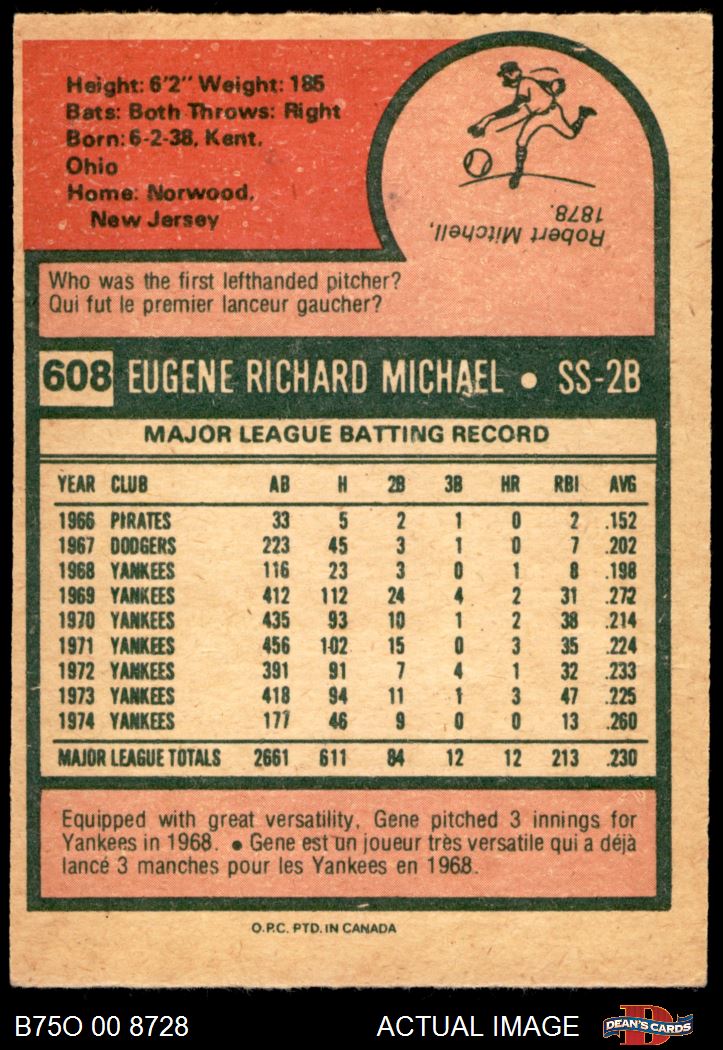 Height: 6'2" Weight: 185
Bats: Both Throws: Right
Born: 6-2-38, Kent,
Ohio
Home: Norwood,
New Jersey
Robert Mitchell,
1878.
Who was the first lefthanded pitcher?
Qui fut le premier lanceur gaucher?
608 EUGENE RICHARD MICHAEL • SS-2B
MAJOR LEAGUE BATTING RECORD
YEAR CLUB AB H 2B 3B HR RBI AVG
1966 PIRATES 33 5 2 1 0 2 .152
1967 DODGERS 223 45 3 1 0 7 .202
1968 YANKEES 116 23 3 0 1 8 .198
1969 YANKEES 412 112 24 4 2 31 .272
1970 YANKEES 435 93 10 1 2 38 .214
1971 YANKEES 456 102 15 0 3 35 .224
1972 YANKEES 391 91 7 4 1 32 .233
1973 YANKEES 418 94 11 1 3 47 .225
1974 YANKEES 177 46 9 0 0 13 .260
MAJOR LEAGUE TOTALS 2661 611 84 12 12 213 .230
Equipped with great versatility, Gene pitched 3 innings for
Yankees in 1968. • Gene est un joueur très versatile qui a déjà
lancé 3 manches pour les Yankees en 1968.
O.P.C. PTD. IN CANADA
B75O 00 8728 ACTUAL IMAGE
D
DEAN'S CARDS